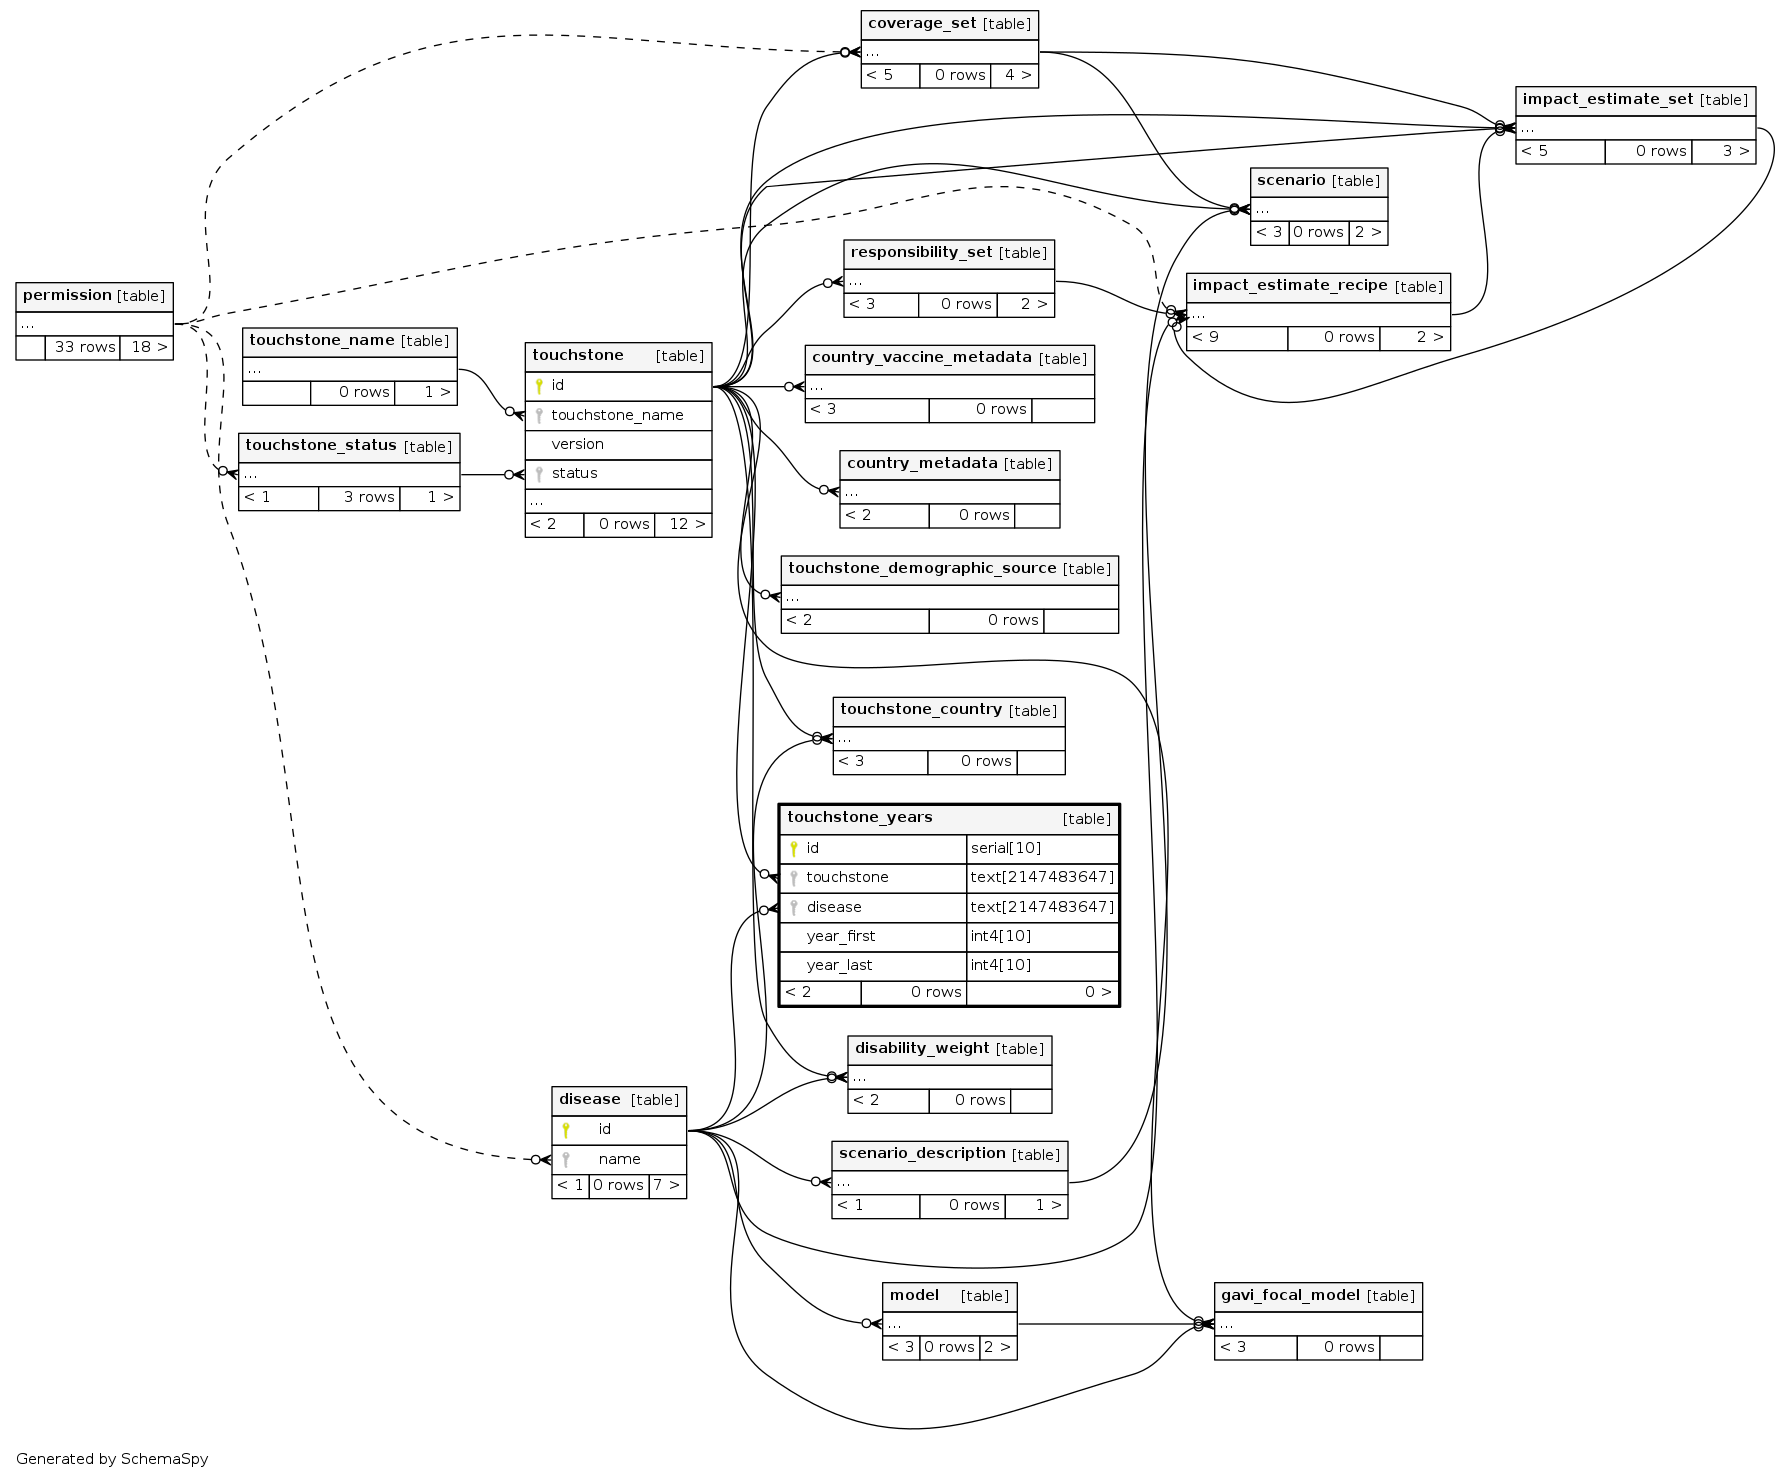 coverage_set [table]
...
< 5 0 rows 4 >
impact_estimate_set [table]
...
< 5 0 rows 3 >
scenario [table]
...
< 3 0 rows 2 >
responsibility_set [table]
...
< 3 0 rows 2 >
impact_estimate_recipe [table]
...
< 9 0 rows 2 >
permission [table]
...
33 rows 18 >
touchstone_name [table]
...
0 rows 1 >
touchstone [table]
id
touchstone_name
version
status
...
< 2 0 rows 12 >
country_vaccine_metadata [table]
...
< 3 0 rows
touchstone_status [table]
...
< 1 3 rows 1 >
country_metadata [table]
...
< 2 0 rows
touchstone_demographic_source [table]
...
< 2 0 rows
touchstone_country [table]
...
< 3 0 rows
touchstone_years [table]
id serial[10]
touchstone text[2147483647]
disease text[2147483647]
year_first int4[10]
year_last int4[10]
< 2 0 rows 0 >
disability_weight [table]
...
< 2 0 rows
disease [table]
id
name
< 1 0 rows 7 >
scenario_description [table]
...
< 1 0 rows 1 >
model [table]
...
< 3 0 rows 2 >
gavi_focal_model [table]
...
< 3 0 rows
Generated by SchemaSpy